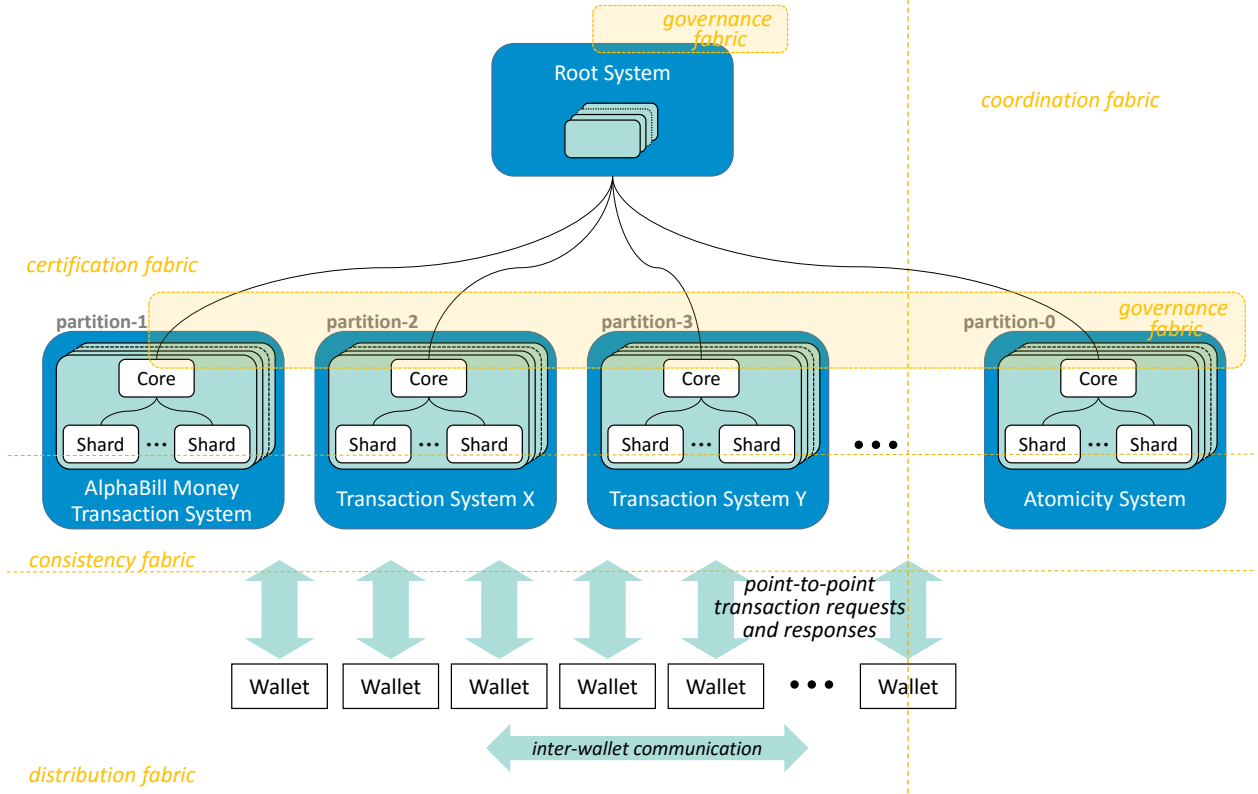 governance
fabric
Root System
coordination fabric
certification fabric
partition-1
partition-2
partition-3
partition-0
governance
fabric
Core
Core
Core
Core
Shard ... Shard
Shard ... Shard
Shard ... Shard
Shard ... Shard
...
AlphaBill Money
Transaction System
Transaction System X
Transaction System Y
Atomicity System
consistency fabric
point-to-point
transaction requests
and responses
Wallet
Wallet
Wallet
Wallet
Wallet
...
Wallet
inter-wallet communication
distribution fabric